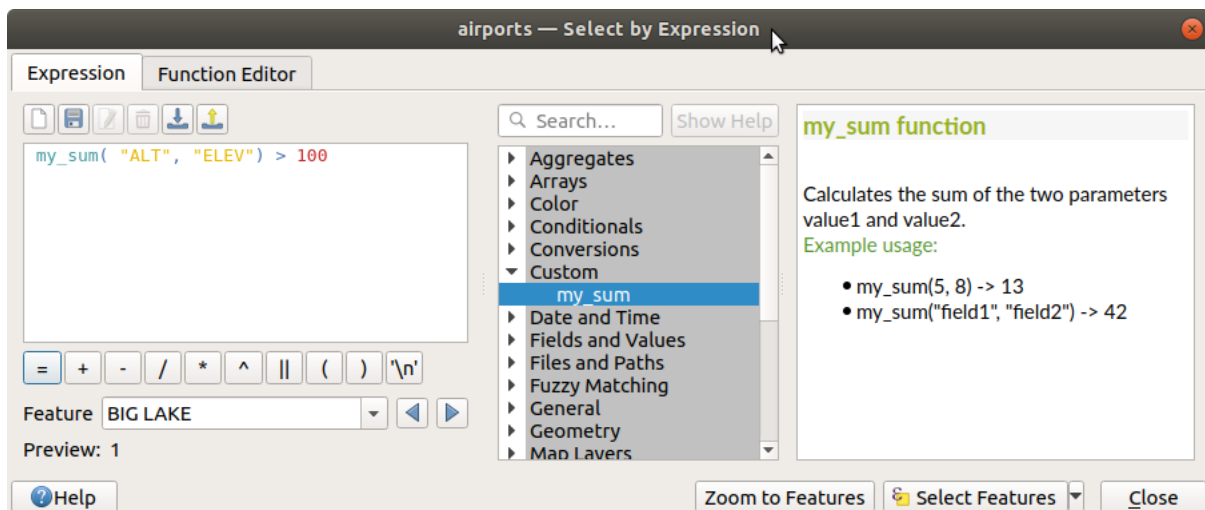 airports — Select by Expression
Expression
Function Editor
Search...
Show Help
my_sum( "ALT", "ELEV") > 100
= + - / * ^ || ( ) '\n'
Feature BIG LAKE
Preview: 1
Aggregates
Arrays
Color
Conditionals
Conversions
Custom
my_sum
Date and Time
Fields and Values
Files and Paths
Fuzzy Matching
General
Geometry
Map Layers
my_sum function
Calculates the sum of the two parameters
value1 and value2.
Example usage:
• my_sum(5, 8) -> 13
• my_sum("field1", "field2") -> 42
Help
Zoom to Features
Select Features
Close